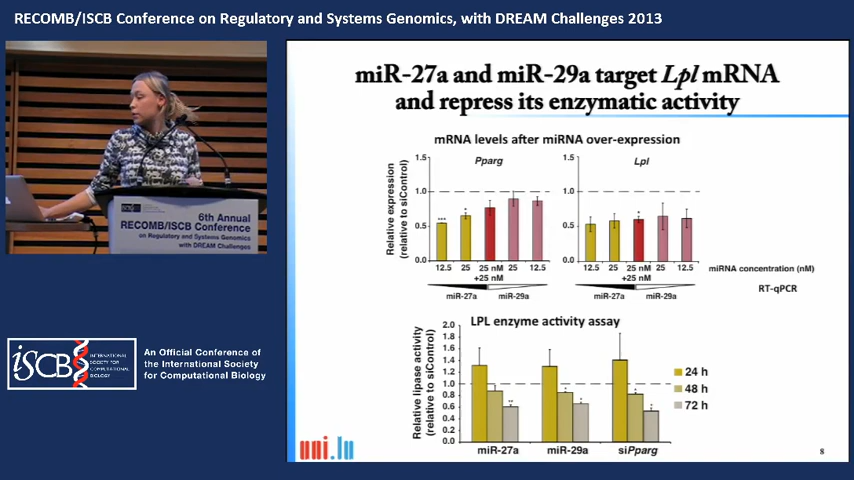 RECOMB/ISCB Conference on Regulatory and Systems Genomics, with DREAM Challenges 2013
6th Annual
RECOMB/ISCB Conference
on Regulatory and Systems Genomics
with DREAM Challenges
iSCB
INTERNATIONAL
SOCIETY FOR
COMPUTATIONAL
BIOLOGY
An Official Conference of
the International Society
for Computational Biology
miR-27a and miR-29a target Lpl mRNA
and repress its enzymatic activity
mRNA levels after miRNA over-expression
Relative expression
(relative to siControl)
1.5
1.0
0.5
0.0
Pparg
***
*
12.5 25 25 nM 25 12.5
+25 nM
miR-27a miR-29a
1.5
1.0
0.5
0.0
Lpl
*
12.5 25 25 nM 25 12.5
+25 nM
miR-27a miR-29a
miRNA concentration (nM)
RT-qPCR
LPL enzyme activity assay
Relative lipase activity
(relative to siControl)
2.0
1.8
1.6
1.4
1.2
1.0
0.8
0.6
0.4
0.2
0.0
** * * * *
miR-27a miR-29a siPparg
24 h
48 h
72 h
uni.lu
8